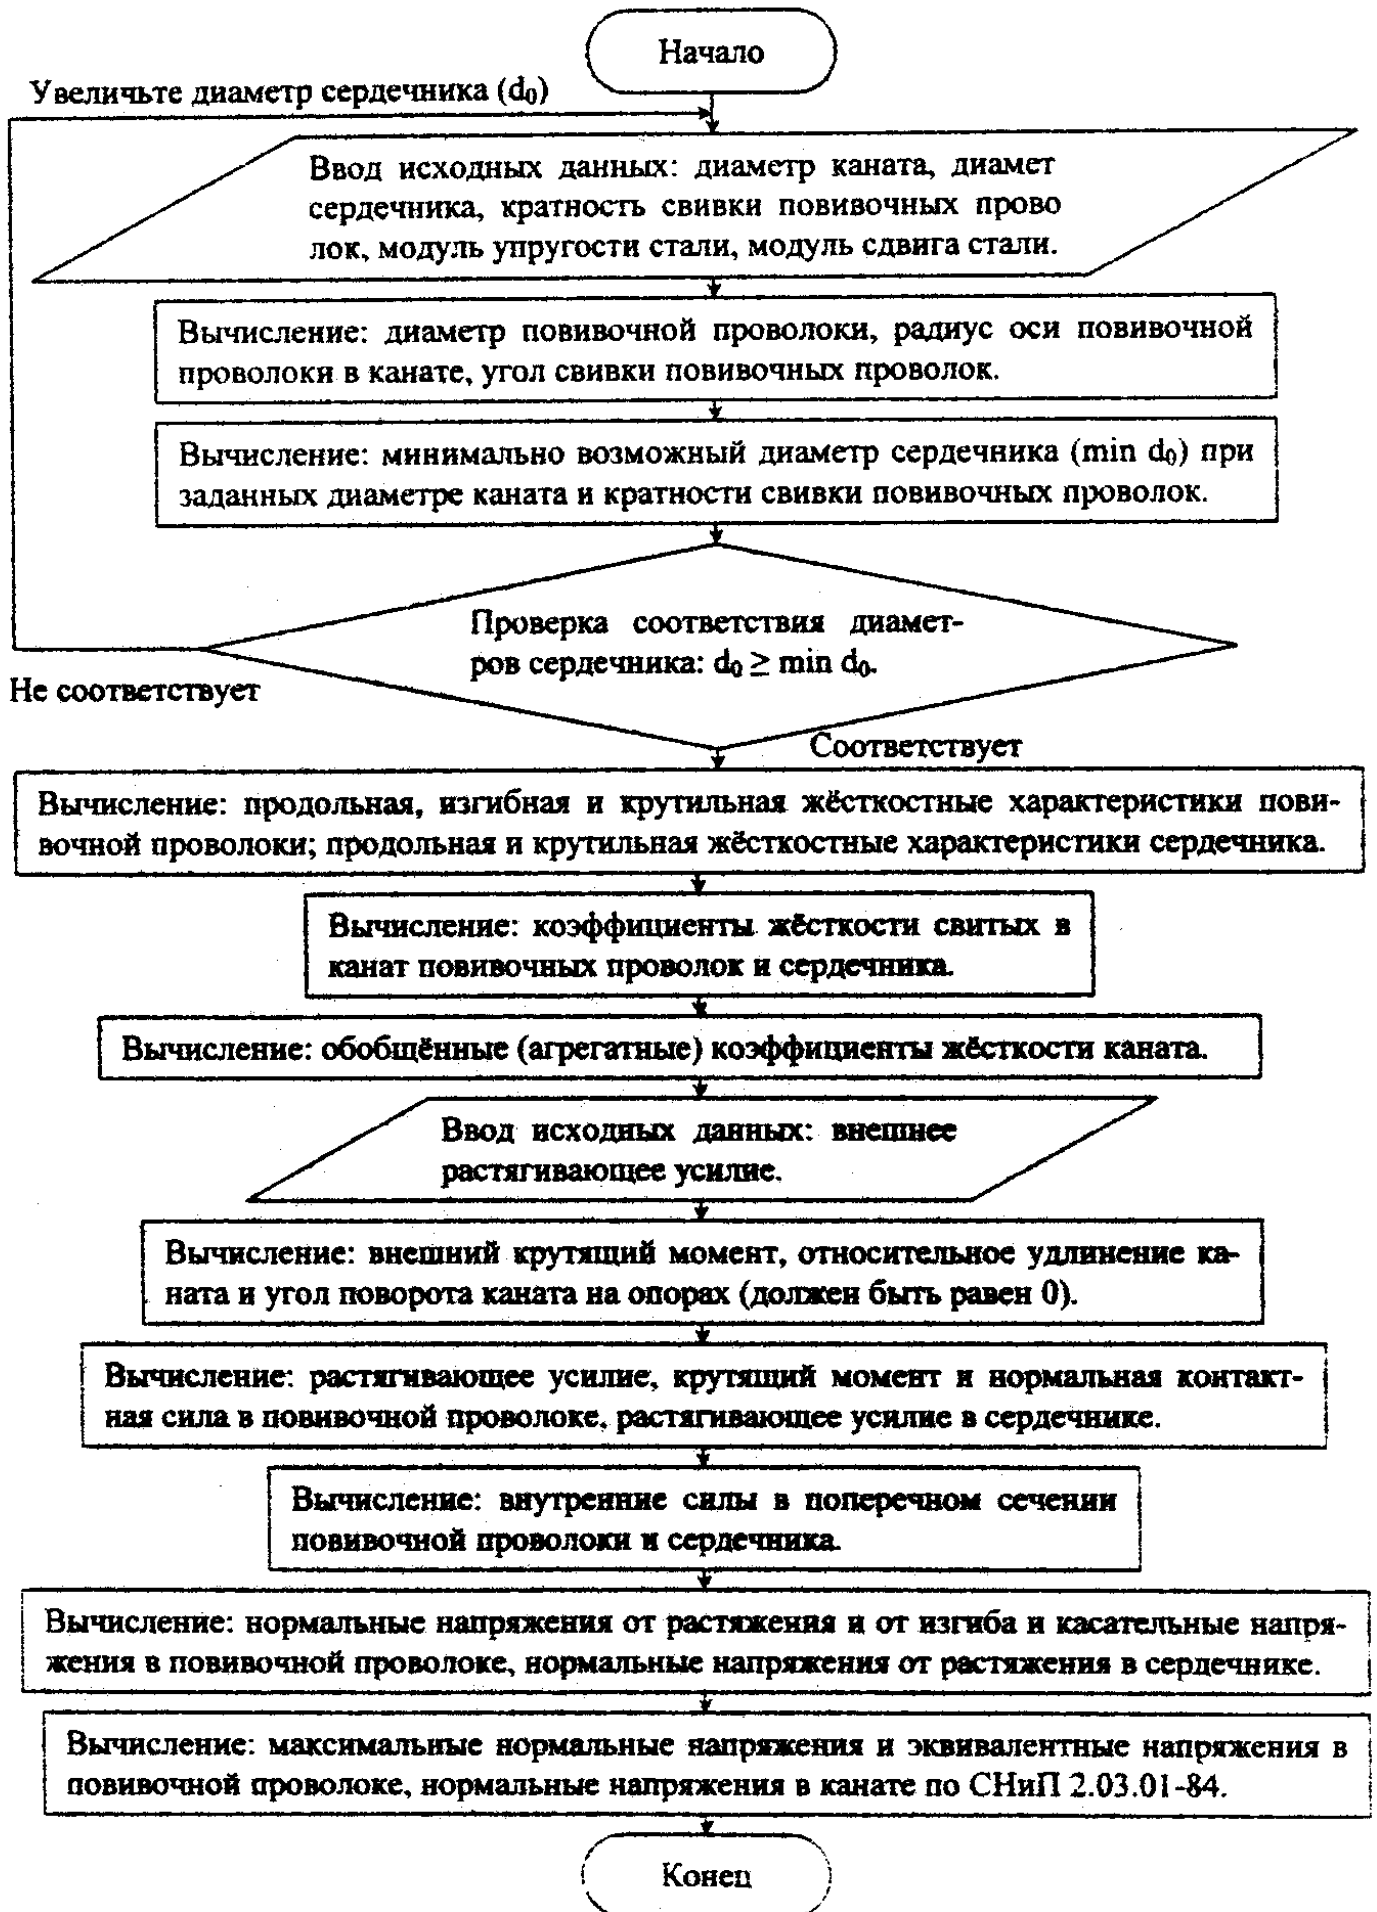 Начало
Увеличьте диаметр сердечника (d₀)
Ввод исходных данных: диаметр каната, диамет
сердечника, кратность свивки повивочных прово
лок, модуль упругости стали, модуль сдвига стали.
Вычисление: диаметр повивочной проволоки, радиус оси повивочной
проволоки в канате, угол свивки повивочных проволок.
Вычисление: минимально возможный диаметр сердечника (min d₀) при
заданных диаметре каната и кратности свивки повивочных проволок.
Проверка соответствия диамет-
ров сердечника: d₀ ≥ min d₀.
Не соответствует
Соответствует
Вычисление: продольная, изгибная и крутильная жёсткостные характеристики пови-
вочной проволоки; продольная и крутильная жёсткостные характеристики сердечника.
Вычисление: коэффициенты жёсткости свитых в
канат повивочных проволок и сердечника.
Вычисление: обобщённые (агрегатные) коэффициенты жёсткости каната.
Ввод исходных данных: внешнее
растягивающее усилие.
Вычисление: внешний крутящий момент, относительное удлинение ка-
ната и угол поворота каната на опорах (должен быть равен 0).
Вычисление: растягивающее усилие, крутящий момент и нормальная контакт-
ная сила в повивочной проволоке, растягивающее усилие в сердечнике.
Вычисление: внутренние силы в поперечном сечении
повивочной проволоки и сердечника.
Вычисление: нормальные напряжения от растяжения и от изгиба и касательные напря-
жения в повивочной проволоке, нормальные напряжения от растяжения в сердечнике.
Вычисление: максимальные нормальные напряжения и эквивалентные напряжения в
повивочной проволоке, нормальные напряжения в канате по СНиП 2.03.01-84.
Конец